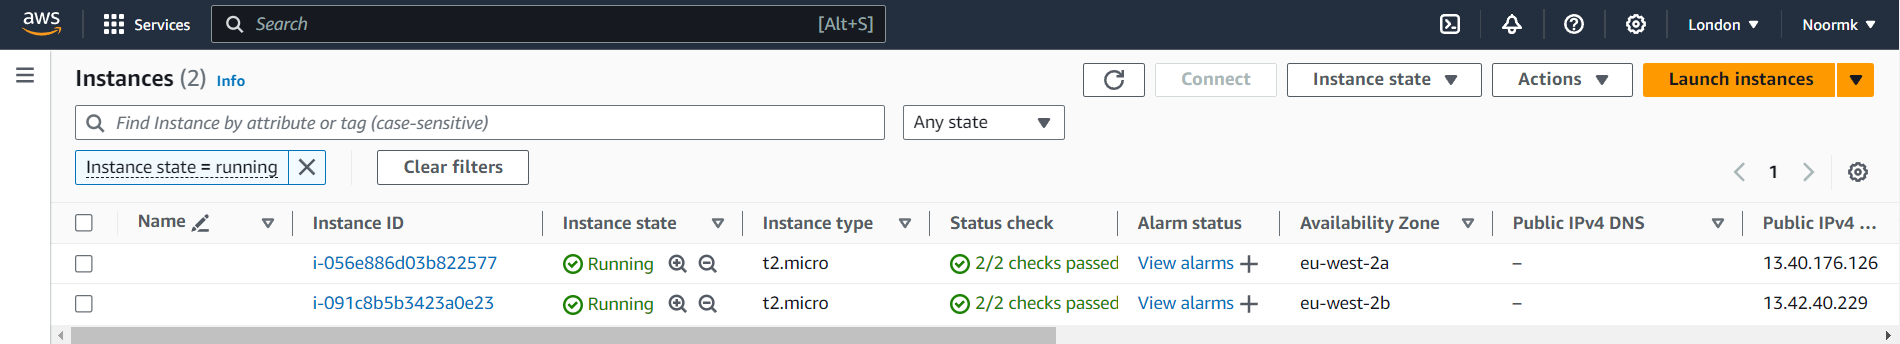 aws Services Search [Alt+S] London Noormk
Instances (2) Info Connect Instance state Actions Launch instances
Find Instance by attribute or tag (case-sensitive) Any state
Instance state = running Clear filters 1
Name Instance ID Instance state Instance type Status check Alarm status Availability Zone Public IPv4 DNS Public IPv4 ...
i-056e886d03b822577 Running t2.micro 2/2 checks passed View alarms + eu-west-2a – 13.40.176.126
i-091c8b5b3423a0e23 Running t2.micro 2/2 checks passed View alarms + eu-west-2b – 13.42.40.229